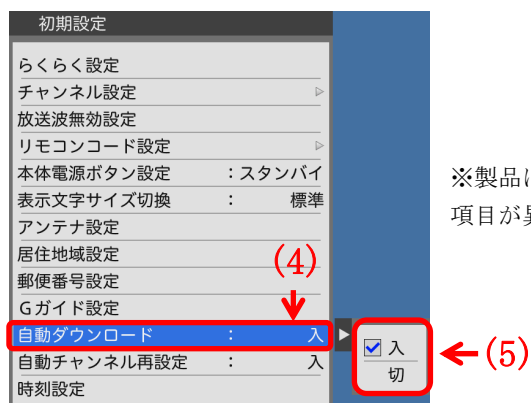 初期設定
らくらく設定
チャンネル設定
放送波無効設定
リモコンコード設定
本体電源ボタン設定 ：スタンバイ
表示文字サイズ切換 ： 標準
アンテナ設定
居住地域設定
(4)
郵便番号設定
Gガイド設定
自動ダウンロード ： 入
自動チャンネル再設定 ： 入
時刻設定
入
切
(5)
※製品
項目が